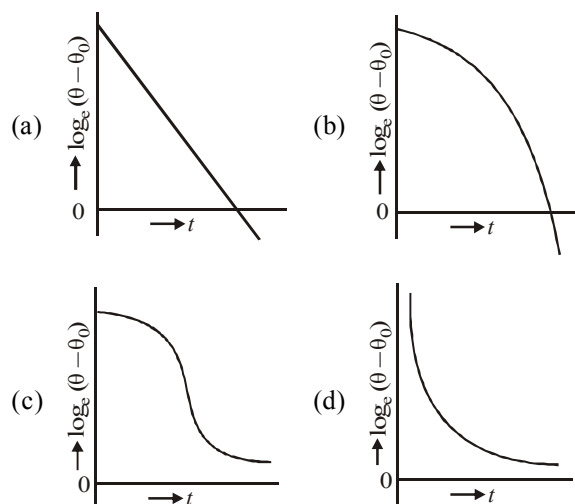 (a)
→ logₑ (θ – θ₀)
0
→ t
(b)
→ logₑ (θ – θ₀)
0
→ t
(c)
→ logₑ (θ – θ₀)
0
→ t
(d)
→ logₑ (θ – θ₀)
0
→ t